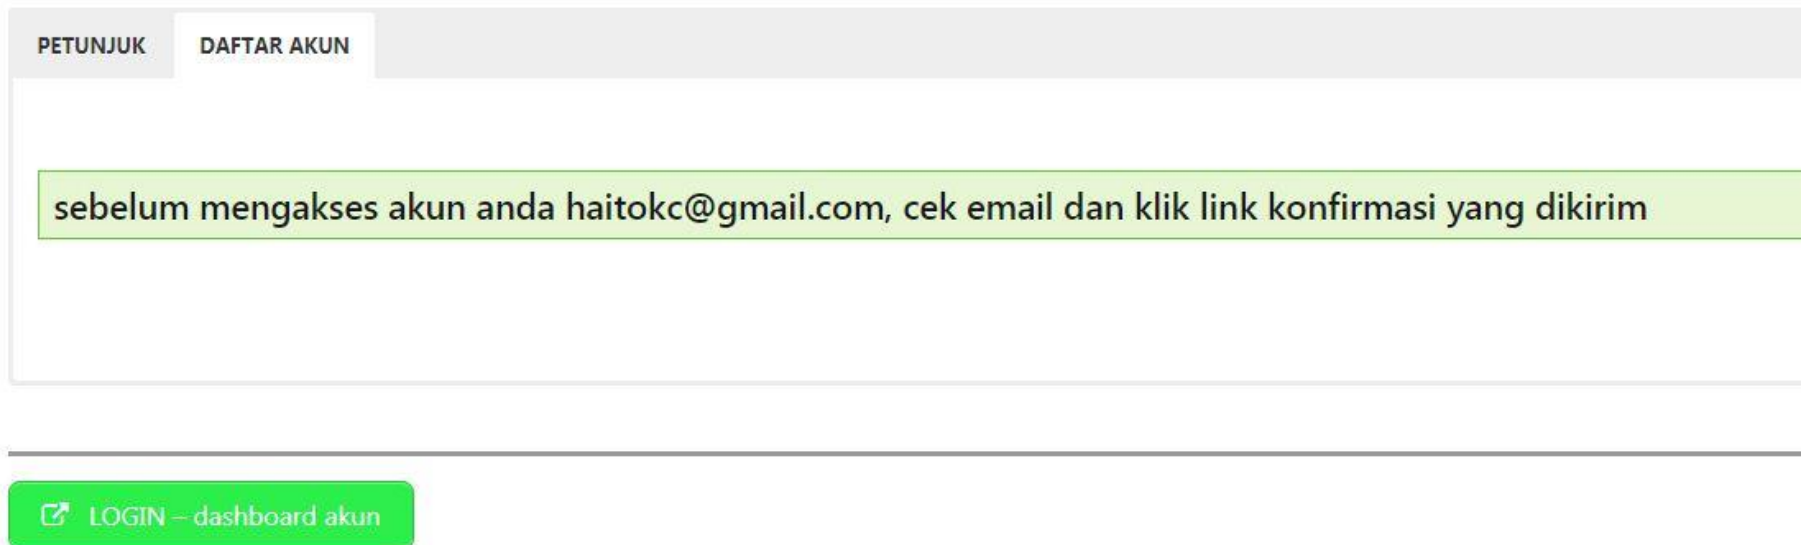 PETUNJUK DAFTAR AKUN
sebelum mengakses akun anda haitokc@gmail.com, cek email dan klik link konfirmasi yang dikirim
LOGIN – dashboard akun